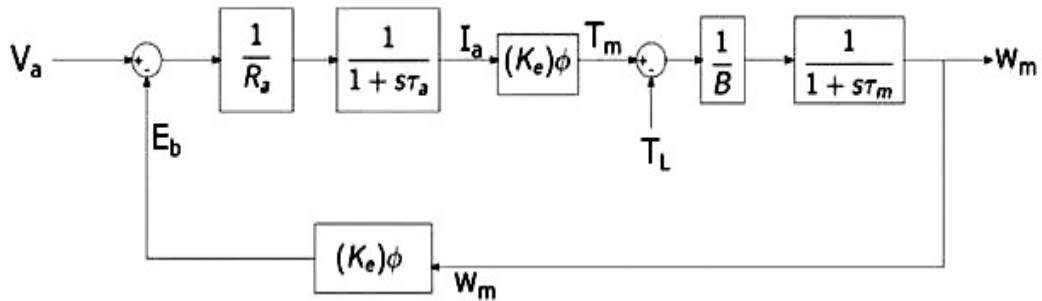 V_a
+
-
1/R_a
1/(1 + sτ_a)
I_a
(K_e)ϕ
T_m
+
-
1/B
1/(1 + sτ_m)
w_m
E_b
T_L
(K_e)ϕ
w_m